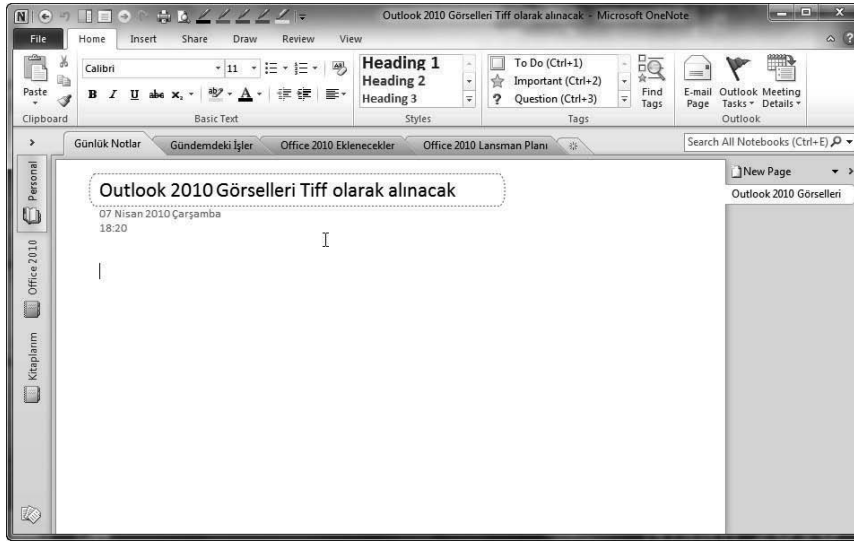 Outlook 2010 Görselleri Tiff olarak alınacak - Microsoft OneNote
File Home Insert Share Draw Review View
Paste
Clipboard
Calibri 11
B I U abc x₂ A
Basic Text
Heading 1
Heading 2
Heading 3
Styles
To Do (Ctrl+1)
Important (Ctrl+2)
? Question (Ctrl+3)
Find
Tags
Tags
E-mail
Page
Outlook
Tasks
Meeting
Details
Outlook
Günlük Notlar Gündemdeki İşler Office 2010 Eklenecekler Office 2010 Lansman Planı
Search All Notebooks (Ctrl+E)
Personal
Office 2010
Kitaplarım
Outlook 2010 Görselleri Tiff olarak alınacak
07 Nisan 2010 Çarşamba
18:20
New Page
Outlook 2010 Görselleri